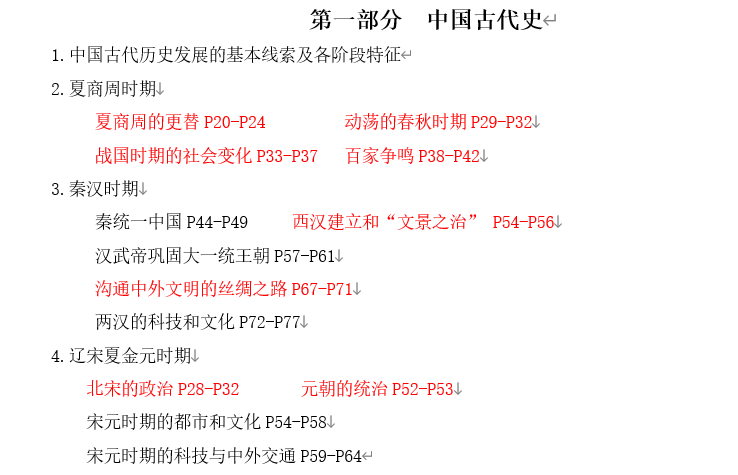 第一部分 中国古代史
1.中国古代历史发展的基本线索及各阶段特征
2.夏商周时期
夏商周的更替 P20-P24 动荡的春秋时期 P29-P32
战国时期的社会变化 P33-P37 百家争鸣 P38-P42
3.秦汉时期
秦统一中国 P44-P49 西汉建立和“文景之治” P54-P56
汉武帝巩固大一统王朝 P57-P61
沟通中外文明的丝绸之路 P67-P71
两汉的科技和文化 P72-P77
4.辽宋夏金元时期
北宋的政治 P28-P32 元朝的统治 P52-P53
宋元时期的都市和文化 P54-P58
宋元时期的科技与中外交通 P59-P64